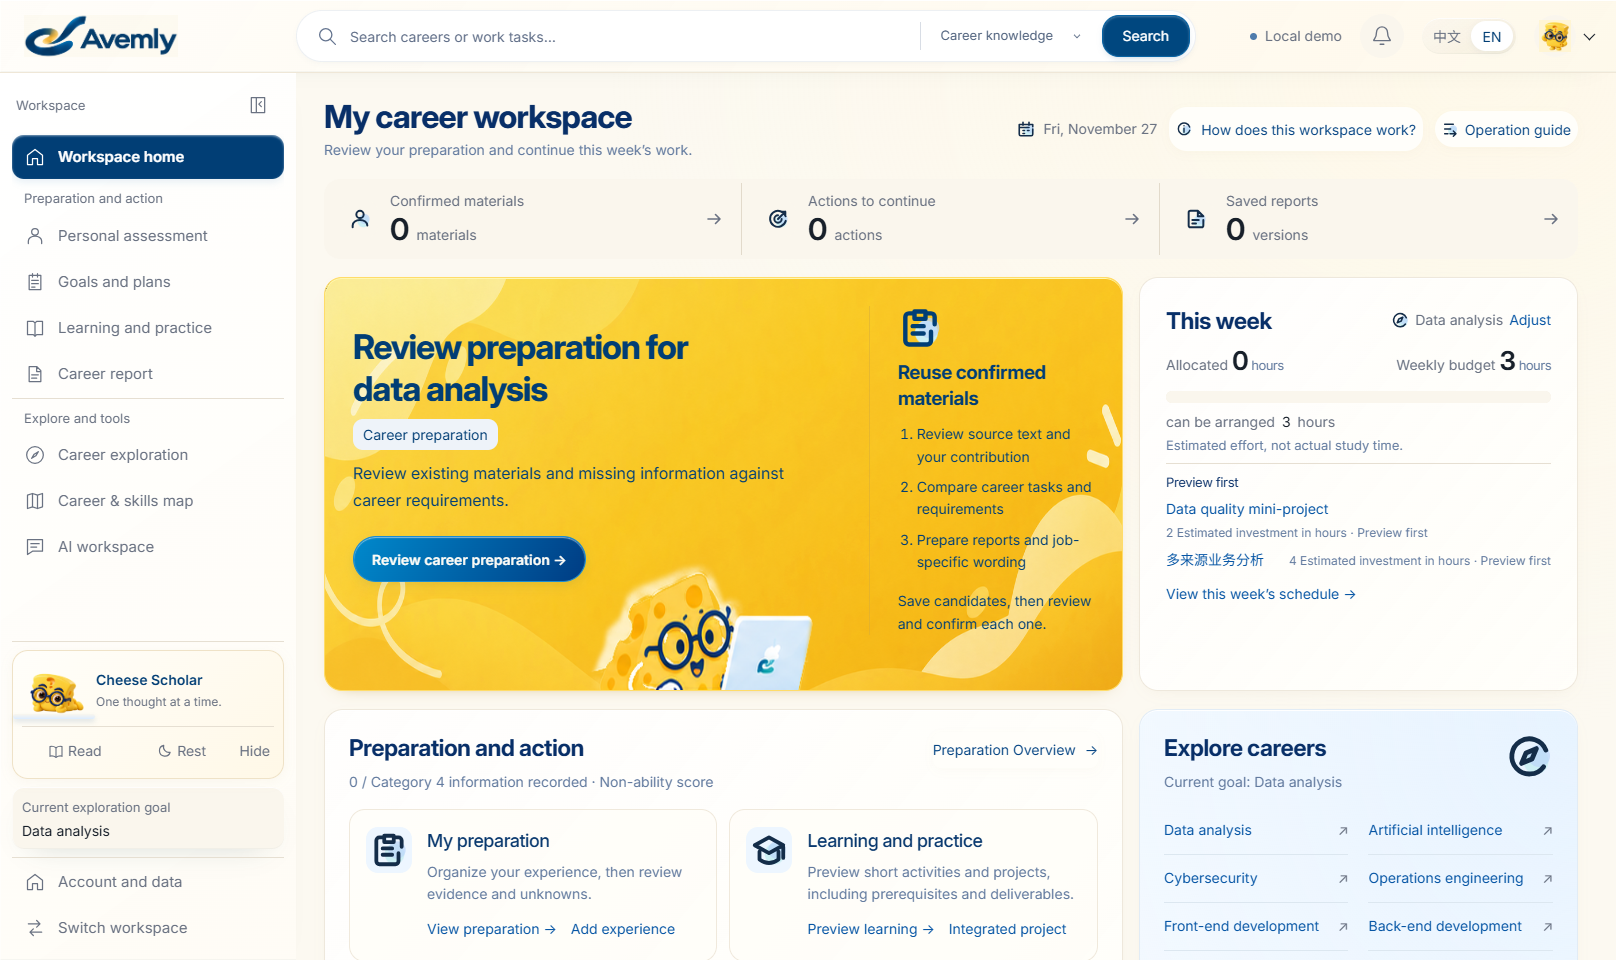 Avemly
Search careers or work tasks...
Career knowledge
Search
Local demo
中文
EN
Workspace
Workspace home
Preparation and action
Personal assessment
Goals and plans
Learning and practice
Career report
Explore and tools
Career exploration
Career & skills map
AI workspace
Cheese Scholar
One thought at a time.
Read
Rest
Hide
Current exploration goal
Data analysis
Account and data
Switch workspace
My career workspace
Review your preparation and continue this week's work.
Fri, November 27
How does this workspace work?
Operation guide
Confirmed materials
0 materials
Actions to continue
0 actions
Saved reports
0 versions
Review preparation for
data analysis
Career preparation
Review existing materials and missing information against
career requirements.
Review career preparation →
Reuse confirmed
materials
1. Review source text and
your contribution
2. Compare career tasks and
requirements
3. Prepare reports and job-
specific wording
Save candidates, then review
and confirm each one.
This week
Data analysis Adjust
Allocated 0 hours
Weekly budget 3 hours
can be arranged 3 hours
Estimated effort, not actual study time.
Preview first
Data quality mini-project
2 Estimated investment in hours · Preview first
多来源业务分析
4 Estimated investment in hours · Preview first
View this week's schedule →
Preparation and action
Preparation Overview →
0 / Category 4 information recorded · Non-ability score
My preparation
Organize your experience, then review
evidence and unknowns.
View preparation →
Add experience
Learning and practice
Preview short activities and projects,
including prerequisites and deliverables.
Preview learning →
Integrated project
Explore careers
Current goal: Data analysis
Data analysis ↗
Artificial intelligence ↗
Cybersecurity ↗
Operations engineering ↗
Front-end development ↗
Back-end development ↗